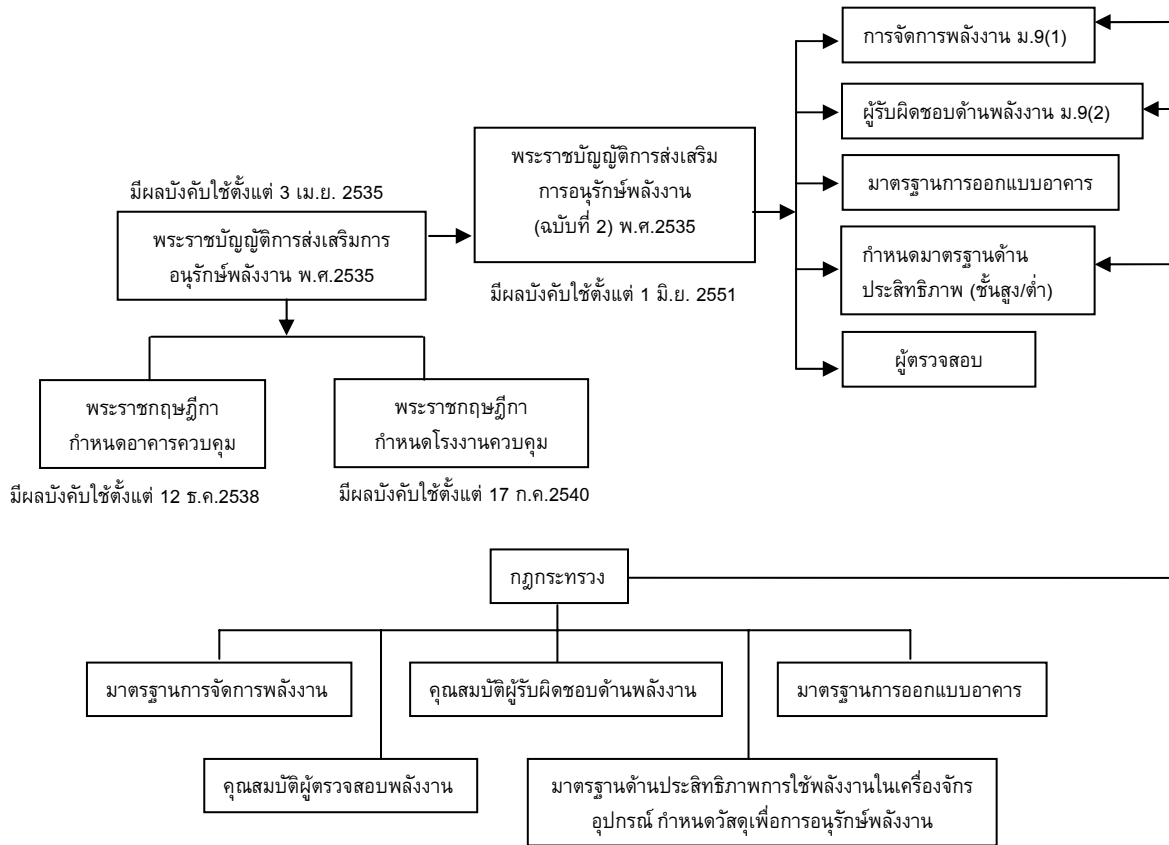 การจัดการพลังงาน ม.9(1)
ผู้รับผิดชอบด้านพลังงาน ม.9(2)
พระราชบัญญัติการส่งเสริม
การอนุรักษ์พลังงาน
(ฉบับที่ 2) พ.ศ.2535
มาตรฐานการออกแบบอาคาร
มีผลบังคับใช้ตั้งแต่ 3 เม.ย. 2535
พระราชบัญญัติการส่งเสริมการ
อนุรักษ์พลังงาน พ.ศ.2535
กำหนดมาตรฐานด้าน
ประสิทธิภาพ (ชั้นสูง/ต่ำ)
มีผลบังคับใช้ตั้งแต่ 1 มิ.ย. 2551
ผู้ตรวจสอบ
พระราชกฤษฎีกา
กำหนดอาคารควบคุม
พระราชกฤษฎีกา
กำหนดโรงงานควบคุม
มีผลบังคับใช้ตั้งแต่ 12 ธ.ค.2538
มีผลบังคับใช้ตั้งแต่ 17 ก.ค.2540
กฎกระทรวง
มาตรฐานการจัดการพลังงาน
คุณสมบัติผู้รับผิดชอบด้านพลังงาน
มาตรฐานการออกแบบอาคาร
คุณสมบัติผู้ตรวจสอบพลังงาน
มาตรฐานด้านประสิทธิภาพการใช้พลังงานในเครื่องจักร
อุปกรณ์ กำหนดวัสดุเพื่อการอนุรักษ์พลังงาน